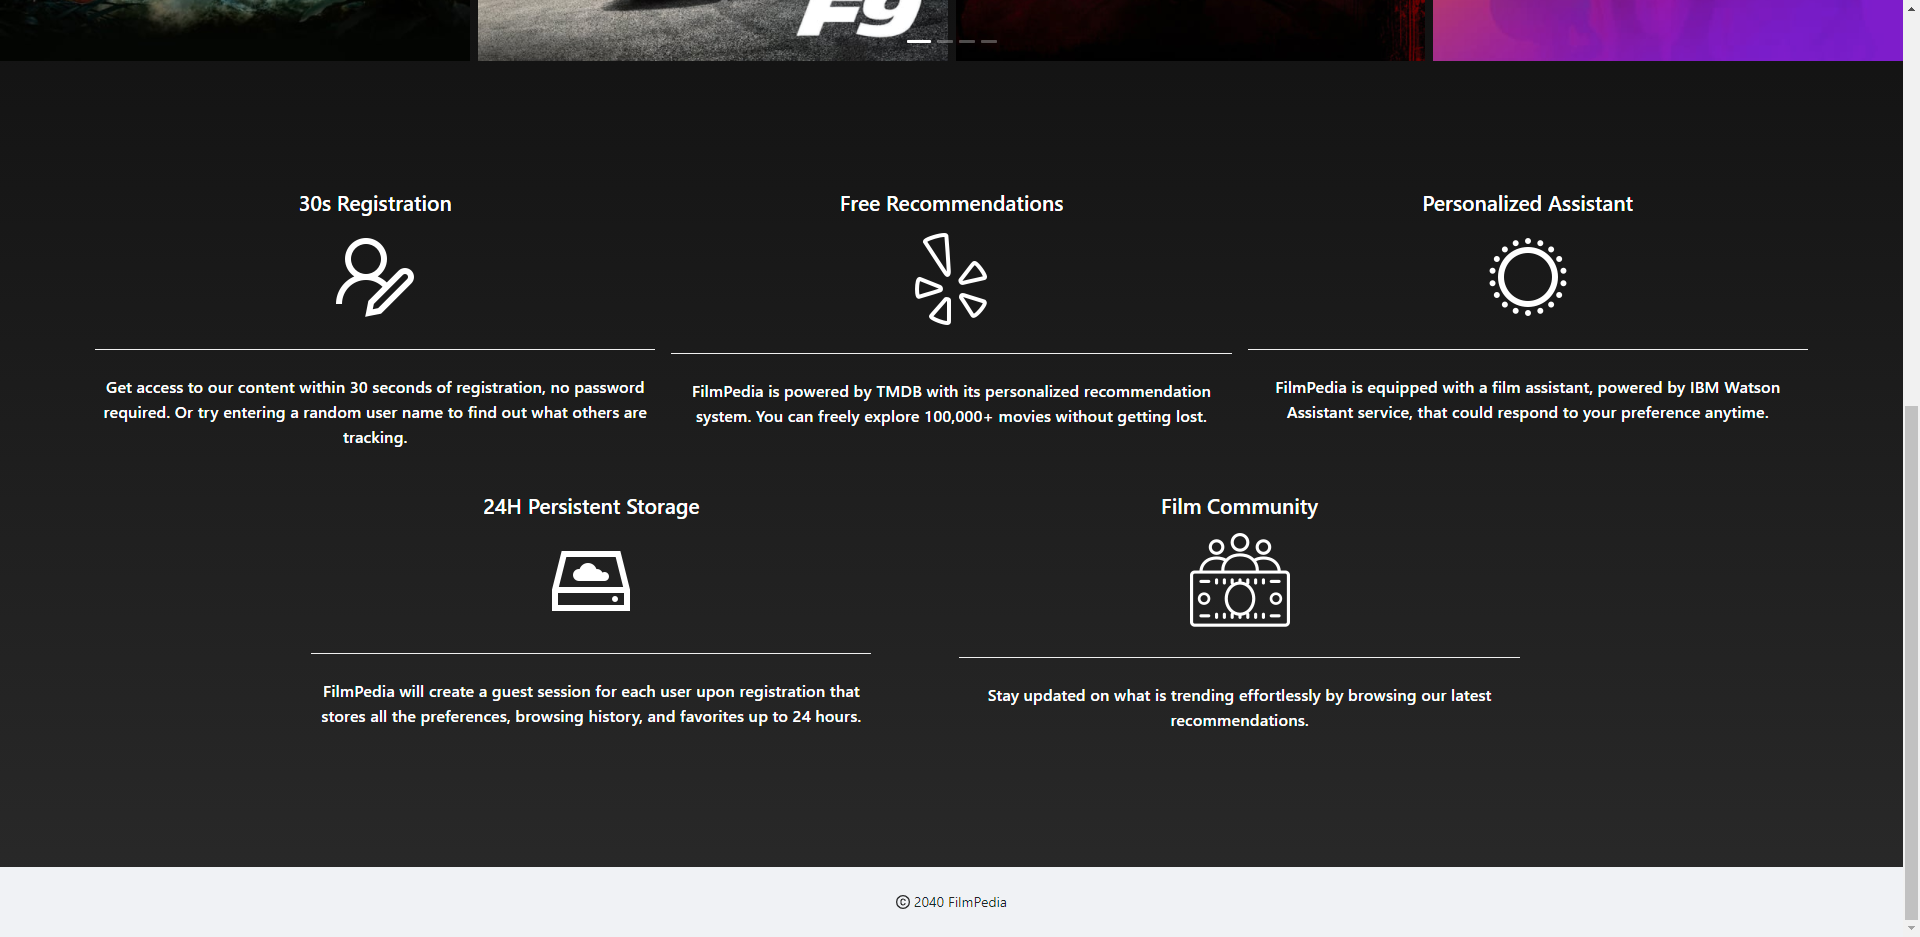 F9
30s Registration
Free Recommendations
Personalized Assistant
Get access to our content within 30 seconds of registration, no password
required. Or try entering a random user name to find out what others are
tracking.
FilmPedia is powered by TMDB with its personalized recommendation
system. You can freely explore 100,000+ movies without getting lost.
FilmPedia is equipped with a film assistant, powered by IBM Watson
Assistant service, that could respond to your preference anytime.
24H Persistent Storage
Film Community
FilmPedia will create a guest session for each user upon registration that
stores all the preferences, browsing history, and favorites up to 24 hours.
Stay updated on what is trending effortlessly by browsing our latest
recommendations.
© 2040 FilmPedia